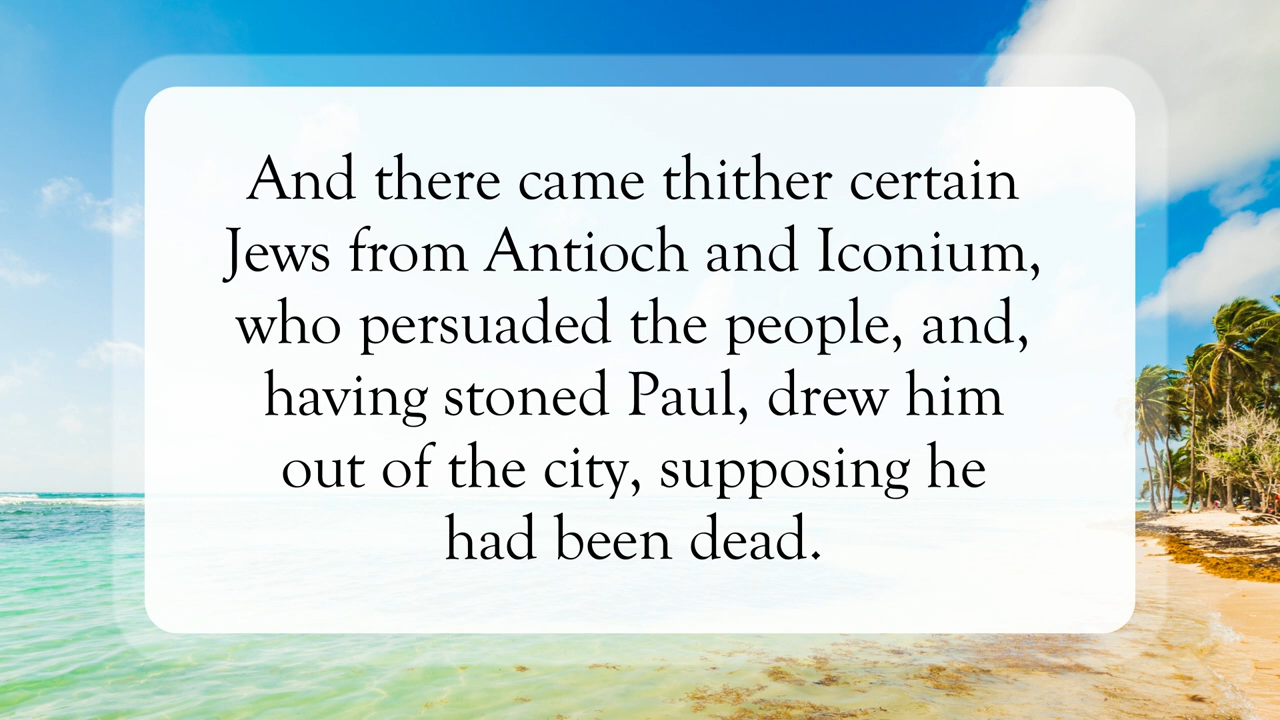 And there came thither certain
Jews from Antioch and Iconium,
who persuaded the people, and,
having stoned Paul, drew him
out of the city, supposing he
had been dead.